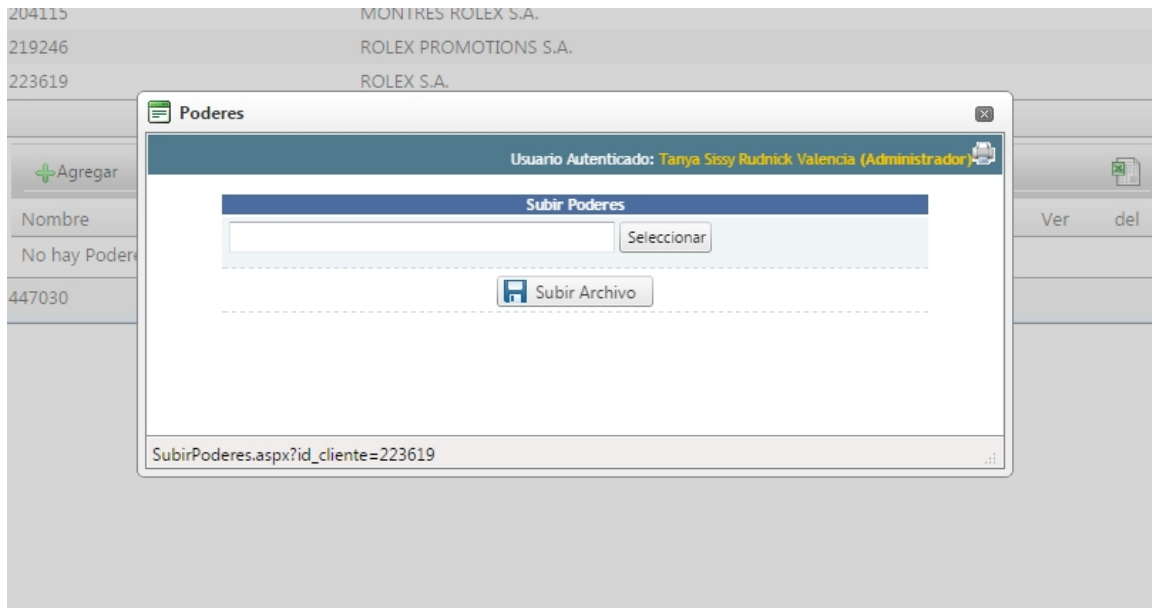 204115 MONTRES ROLEX S.A.
219246 ROLEX PROMOTIONS S.A.
223619 ROLEX S.A.
Poderes
Usuario Autenticado: Tanya Sissy Rudnick Valencia (Administrador)
Agregar
Subir Poderes
Nombre Ver del
Seleccionar
No hay Podere
447030
Subir Archivo
SubirPoderes.aspx?id_cliente=223619